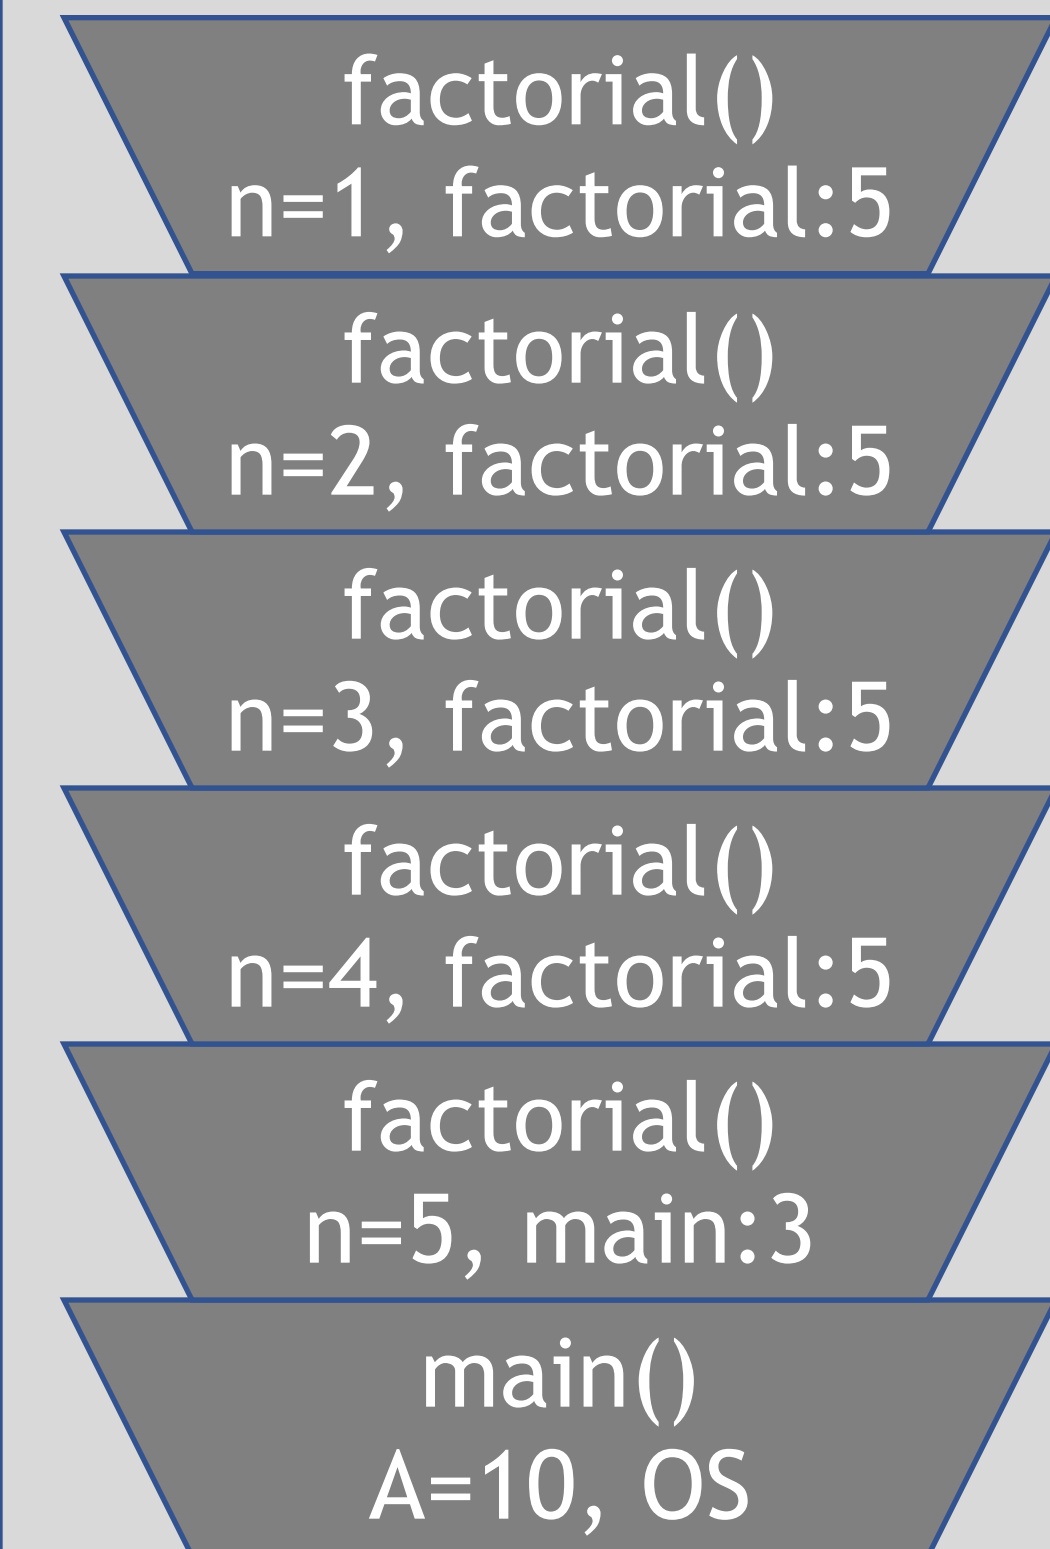 factorial()
n=1, factorial:5
factorial()
n=2, factorial:5
factorial()
n=3, factorial:5
factorial()
n=4, factorial:5
factorial()
n=5, main:3
main()
A=10, OS